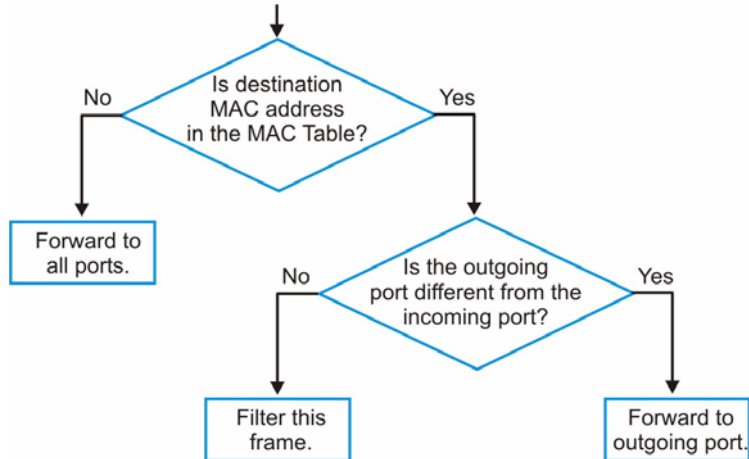 Is destination
MAC address
in the MAC Table?
No
Yes
Forward to
all ports.
Is the outgoing
port different from the
incoming port?
No
Yes
Filter this
frame.
Forward to
outgoing port.